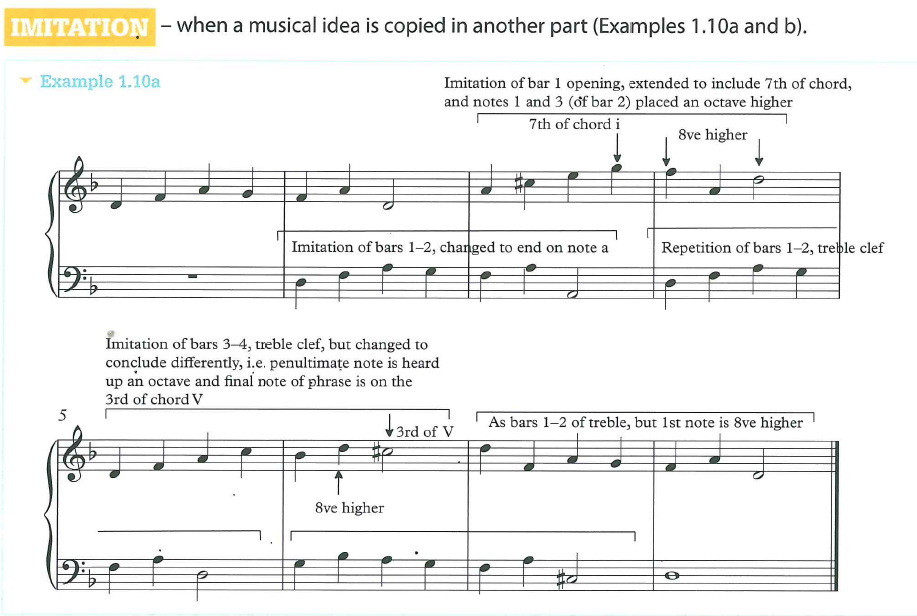 IMITATION – when a musical idea is copied in another part (Examples 1.10a and b).
Example 1.10a
Imitation of bar 1 opening, extended to include 7th of chord,
and notes 1 and 3 (of bar 2) placed an octave higher
7th of chord i
8ve higher
Imitation of bars 1–2, changed to end on note a
Repetition of bars 1–2, treble clef
Imitation of bars 3–4, treble clef, but changed to
conclude differently, i.e. penultimate note is heard
up an octave and final note of phrase is on the
3rd of chord V
5
3rd of V
As bars 1–2 of treble, but 1st note is 8ve higher
8ve higher